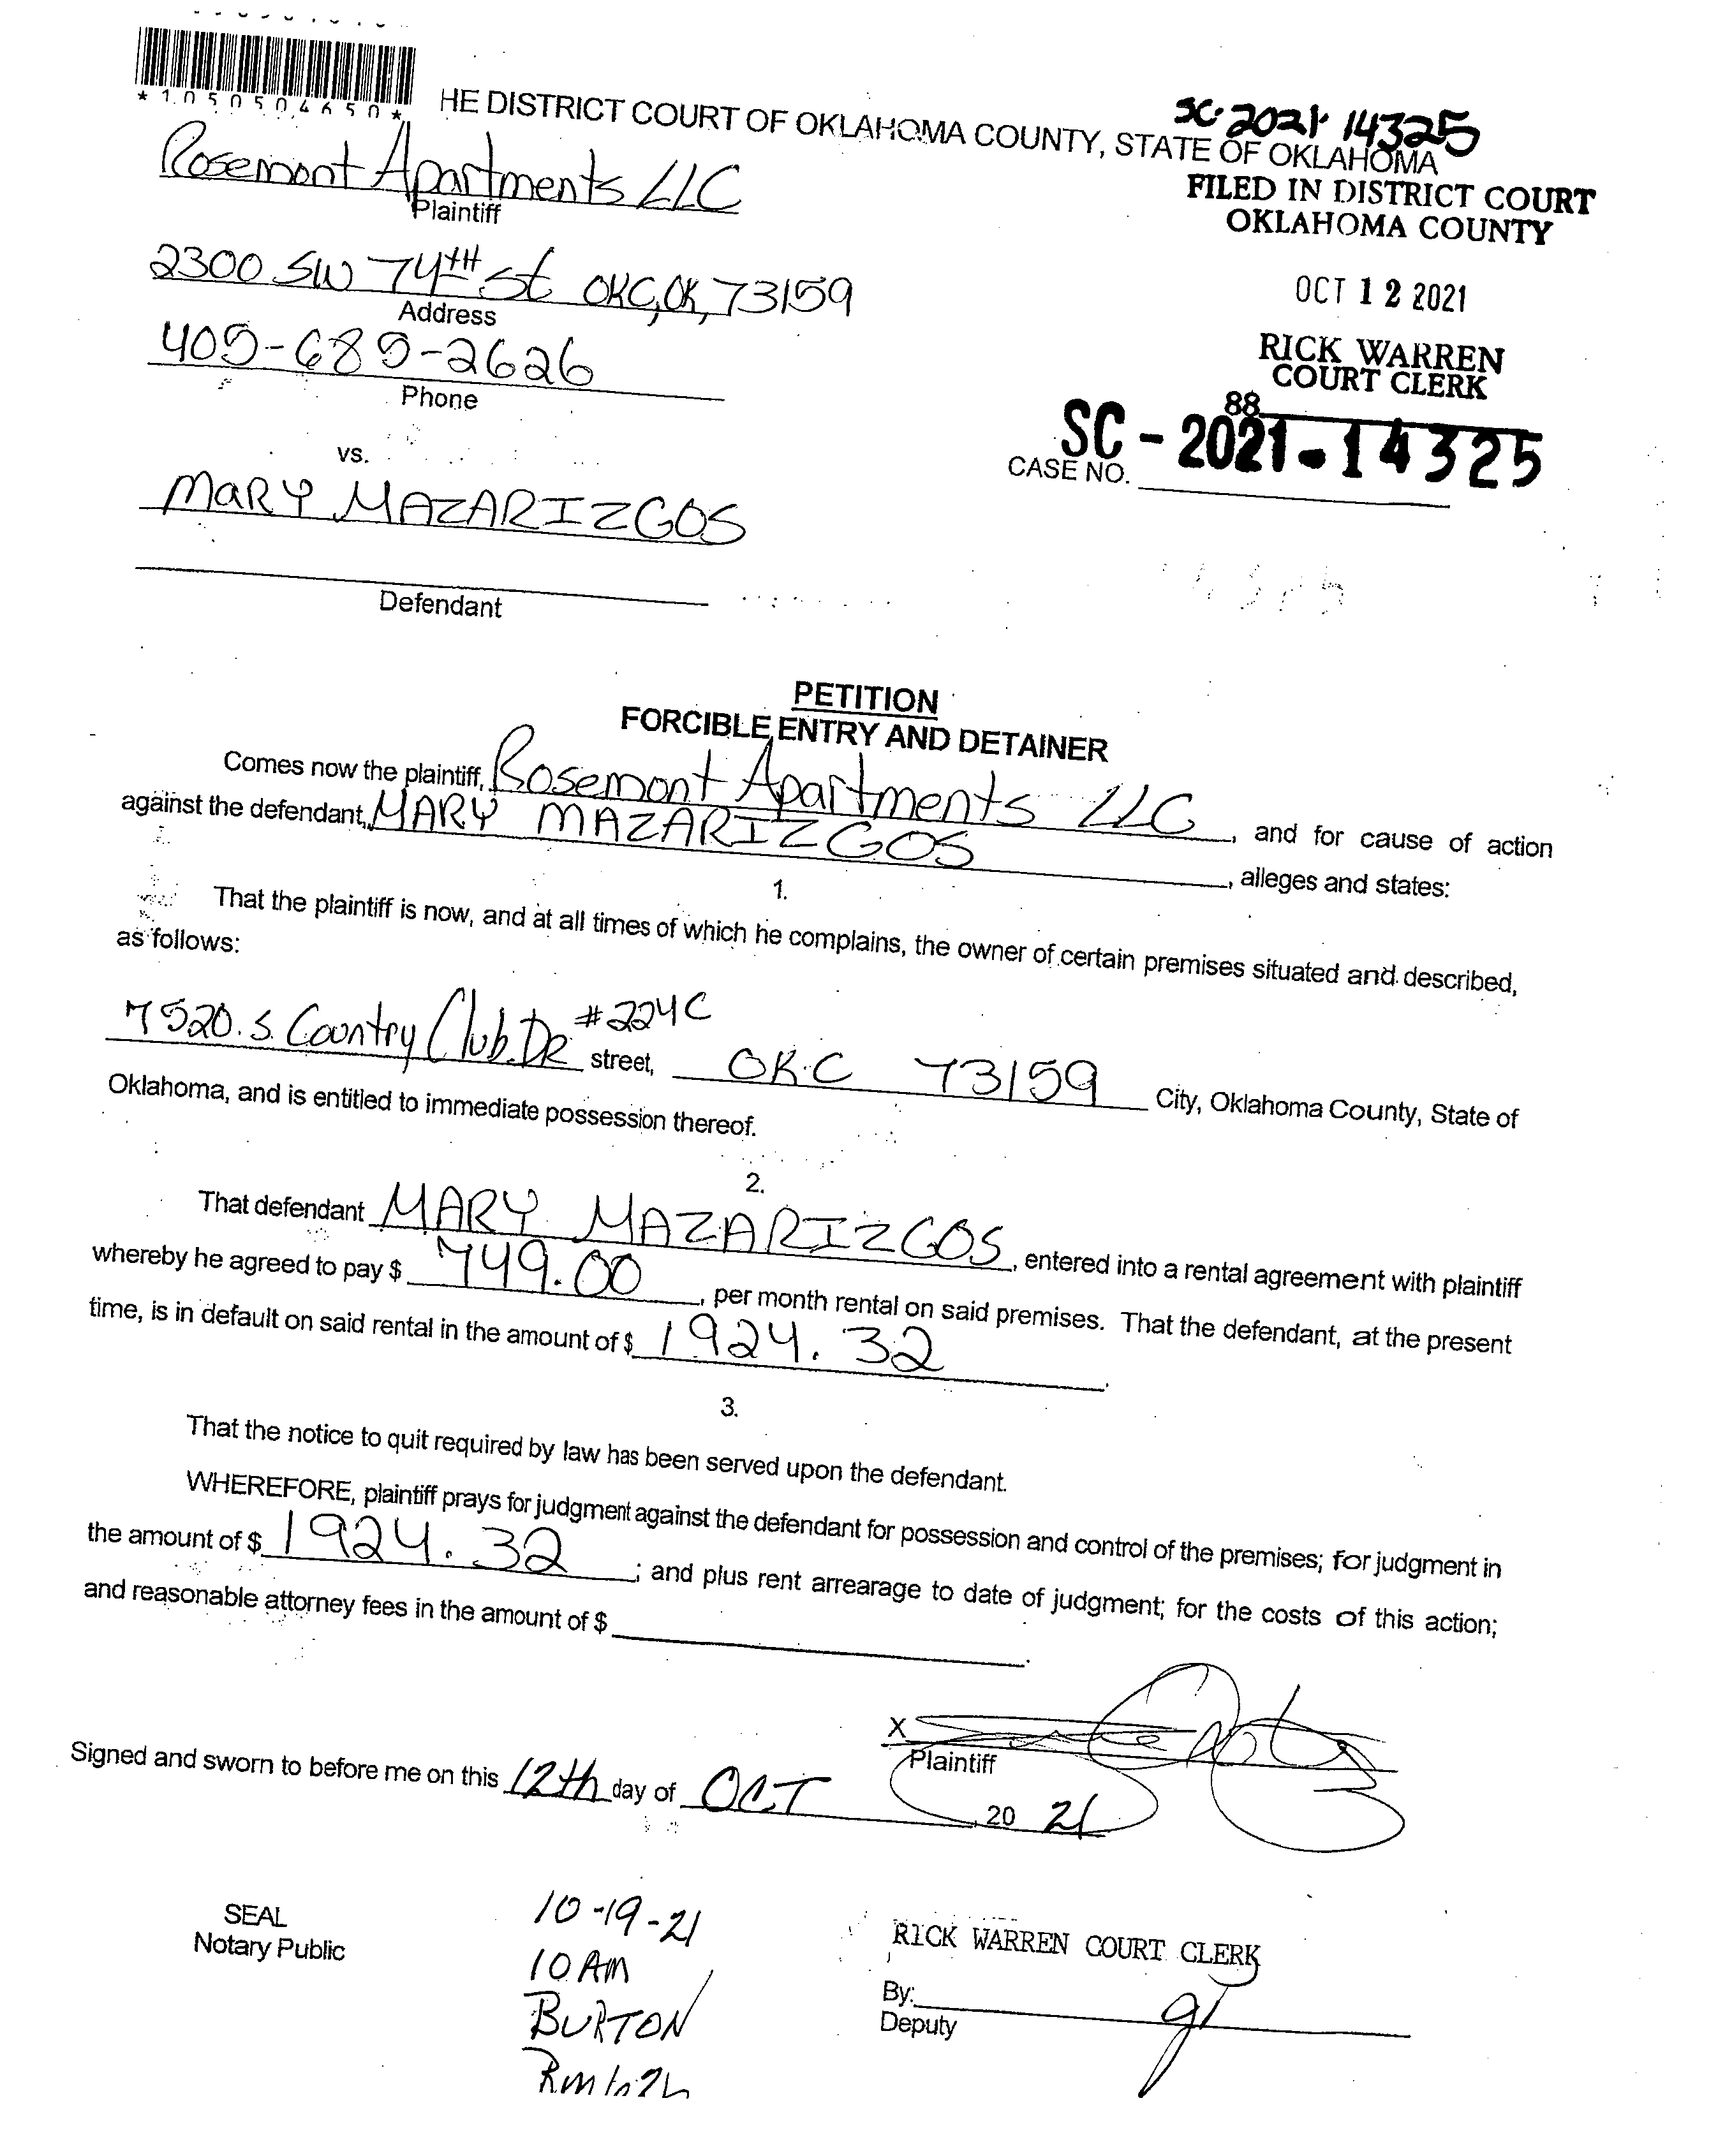 *1050504650*
HE DISTRICT COURT OF OKLAHOMA COUNTY, STATE OF OKLAHOMA
SC-2021-14325
Rosemont Apartments LLC
Plaintiff
FILED IN DISTRICT COURT
OKLAHOMA COUNTY
2300 SW 74TH St OKC, OK, 73159
Address
OCT 12 2021
405-685-2626
Phone
RICK WARREN
COURT CLERK
88
SC-2021-14325
CASE NO.
vs.
MARY MAZARIZGOS
Defendant
PETITION
FORCIBLE ENTRY AND DETAINER
Comes now the plaintiff, Rosemont Apartments LLC, and for cause of action
against the defendant, MARY MAZARIZGOS, alleges and states:
1.
That the plaintiff is now, and at all times of which he complains, the owner of certain premises situated and described,
as follows:
7520. S. Country Club. DR #224C street, OKC 73159 City, Oklahoma County, State of
Oklahoma, and is entitled to immediate possession thereof.
2.
That defendant MARY MAZARIZGOS, entered into a rental agreement with plaintiff
whereby he agreed to pay $ 749.00, per month rental on said premises. That the defendant, at the present
time, is in default on said rental in the amount of $ 1924.32.
3.
That the notice to quit required by law has been served upon the defendant.
WHEREFORE, plaintiff prays for judgment against the defendant for possession and control of the premises; for judgment in
the amount of $ 1924.32; and plus rent arrearage to date of judgment; for the costs of this action;
and reasonable attorney fees in the amount of $
X
Plaintiff
Signed and sworn to before me on this 12th day of OCT, 20 21
SEAL
Notary Public
10-19-21
10 AM
BURTON
RICK WARREN COURT CLERK
By:
Deputy